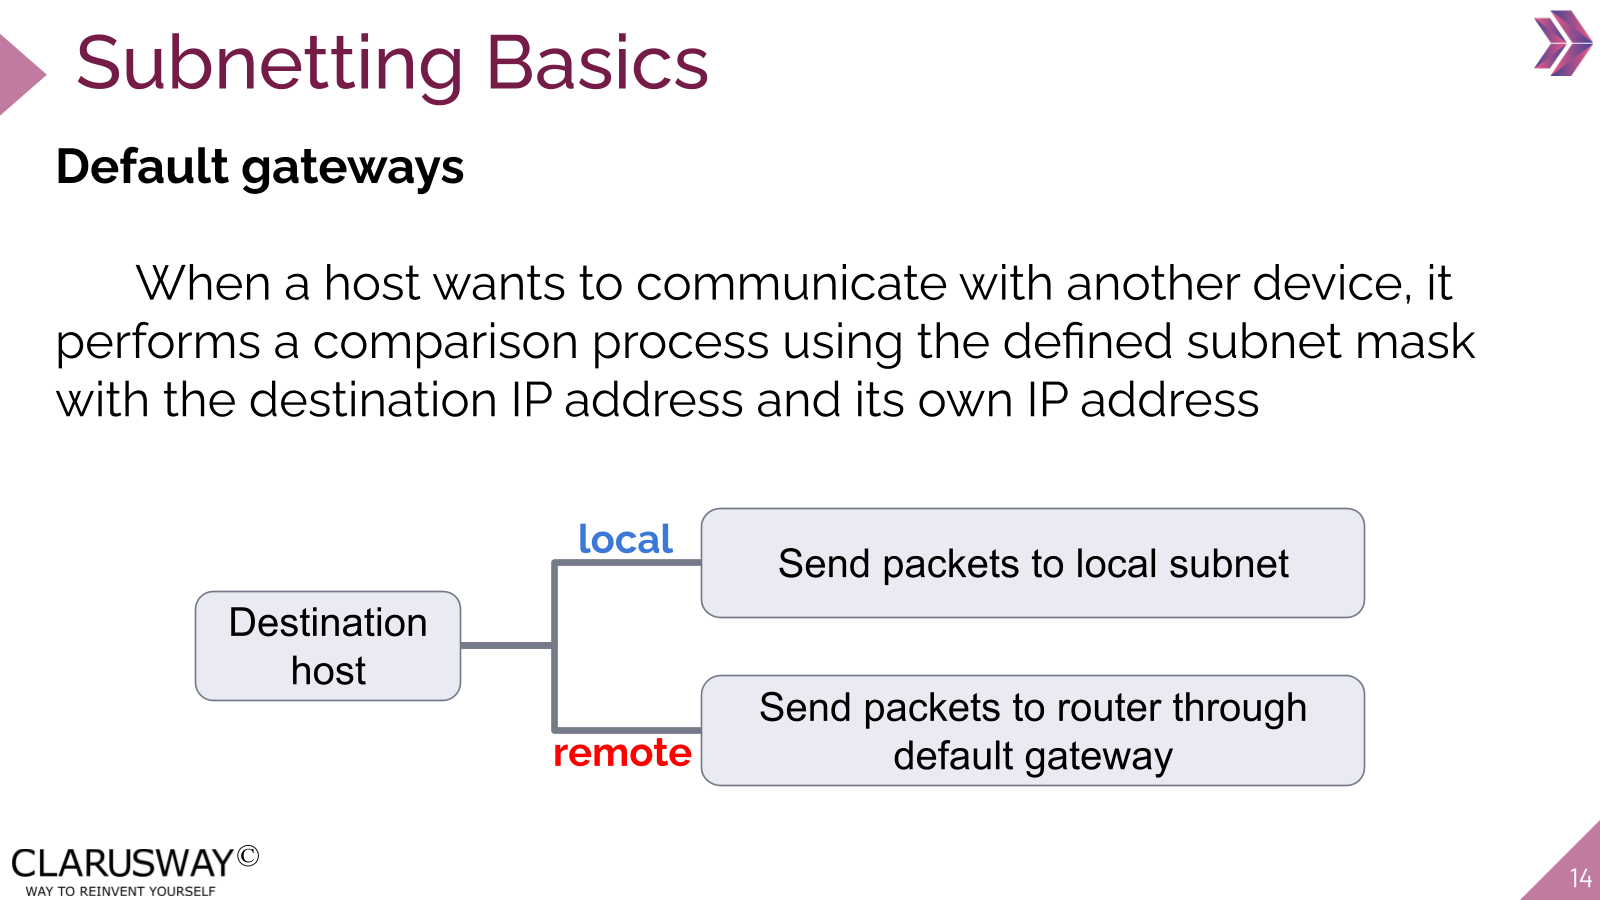 Subnetting Basics
Default gateways
When a host wants to communicate with another device, it
performs a comparison process using the defined subnet mask
with the destination IP address and its own IP address
local
Send packets to local subnet
Destination
host
Send packets to router through
default gateway
remote
CLARUSWAY©
WAY TO REINVENT YOURSELF
14